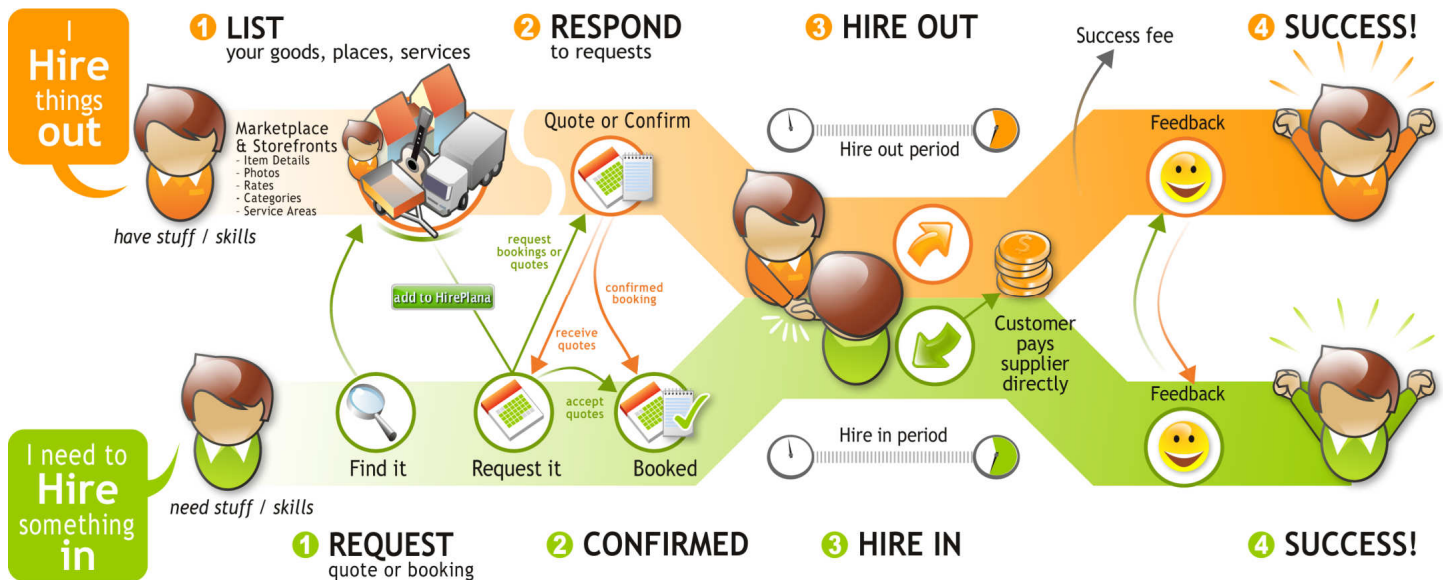 I
Hire
things
out
1 LIST
your goods, places, services
2 RESPOND
to requests
3 HIRE OUT
Success fee
4 SUCCESS!
Marketplace
& Storefronts
- Item Details
- Photos
- Rates
- Categories
- Service Areas
have stuff / skills
Quote or Confirm
Hire out period
Feedback
request
bookings or
quotes
add to HirePlana
confirmed
booking
receive
quotes
accept
quotes
$
Customer
pays
supplier
directly
Feedback
Find it
Request it
Booked
Hire in period
I need to
Hire
something
in
need stuff / skills
1 REQUEST
quote or booking
2 CONFIRMED
3 HIRE IN
4 SUCCESS!